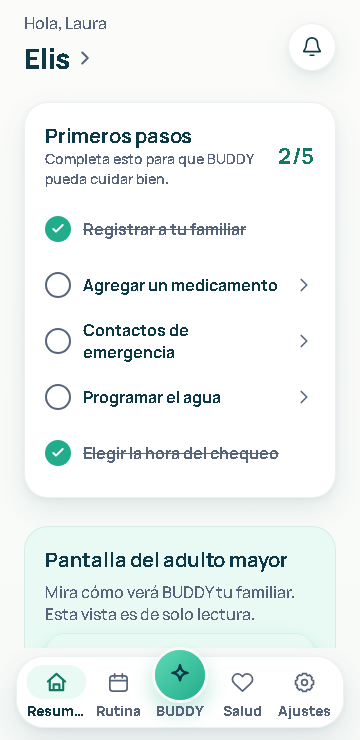 Hola, Laura
Elis
Primeros pasos
Completa esto para que BUDDY
pueda cuidar bien.
2/5
Registrar a tu familiar
Agregar un medicamento
Contactos de
emergencia
Programar el agua
Elegir la hora del chequeo
Pantalla del adulto mayor
Mira cómo verá BUDDY tu familiar.
Esta vista es de solo lectura.
Resum... Rutina BUDDY Salud Ajustes